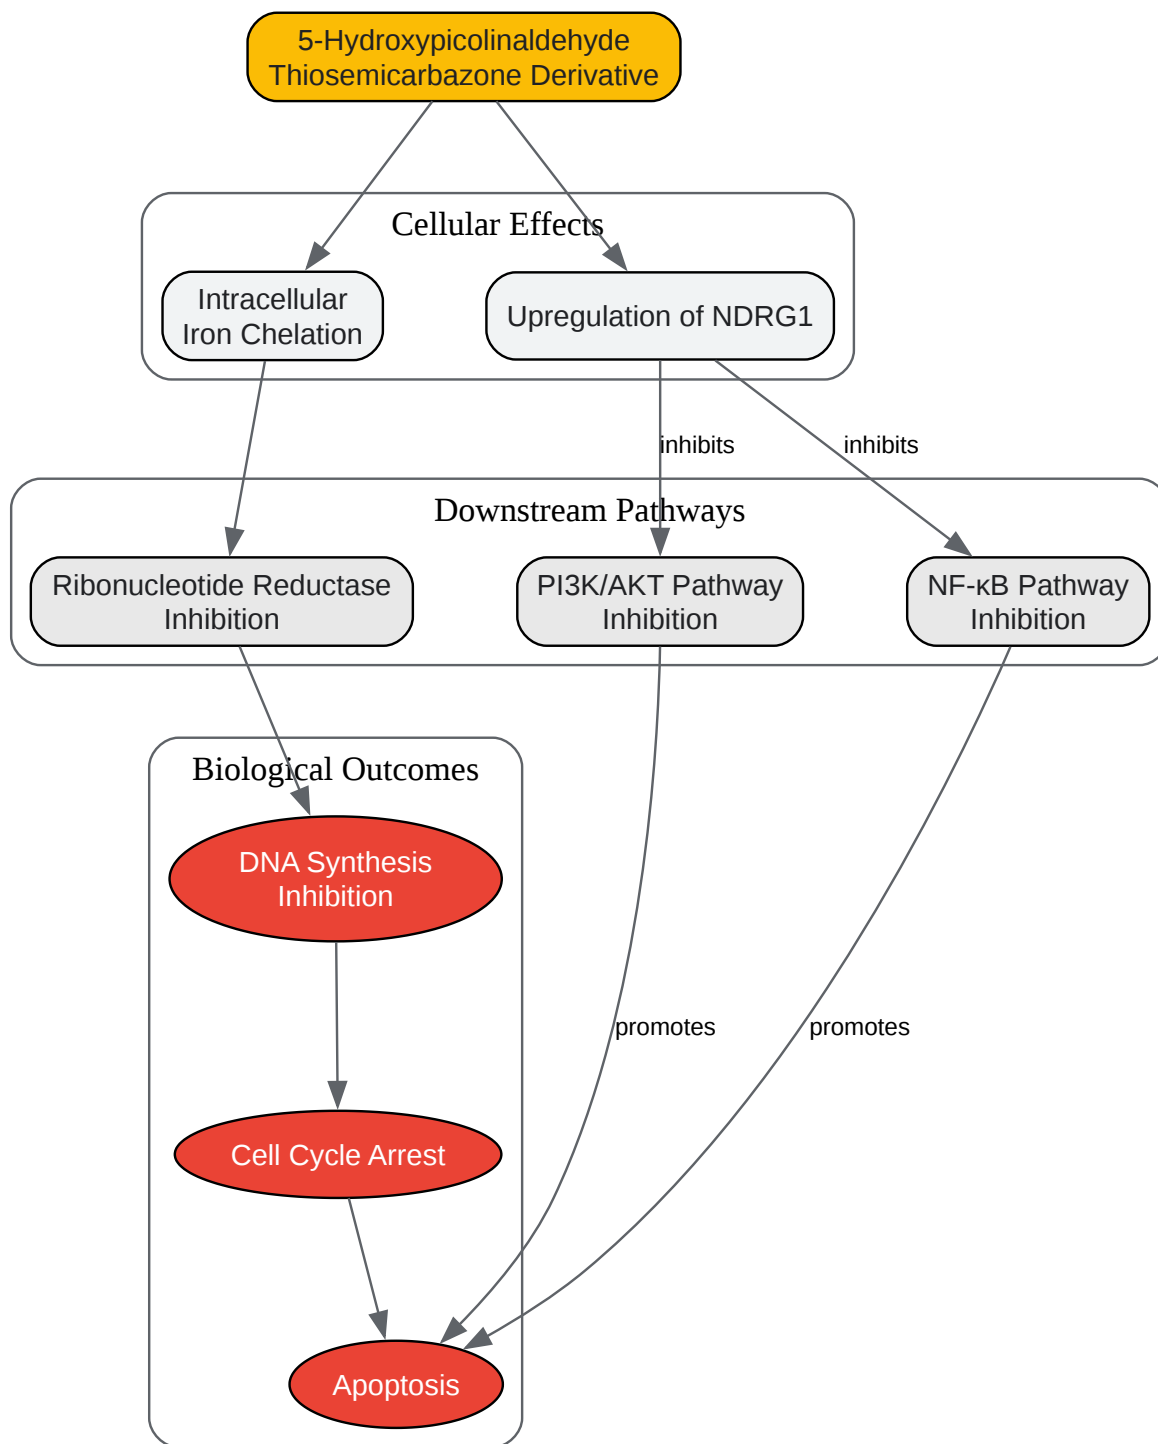 5-Hydroxypicolinaldehyde
Thiosemicarbazone Derivative
Cellular Effects
Intracellular
Iron Chelation
Upregulation of NDRG1
inhibits
inhibits
Downstream Pathways
Ribonucleotide Reductase
Inhibition
PI3K/AKT Pathway
Inhibition
NF-κB Pathway
Inhibition
Biological Outcomes
DNA Synthesis
Inhibition
promotes
promotes
Cell Cycle Arrest
Apoptosis